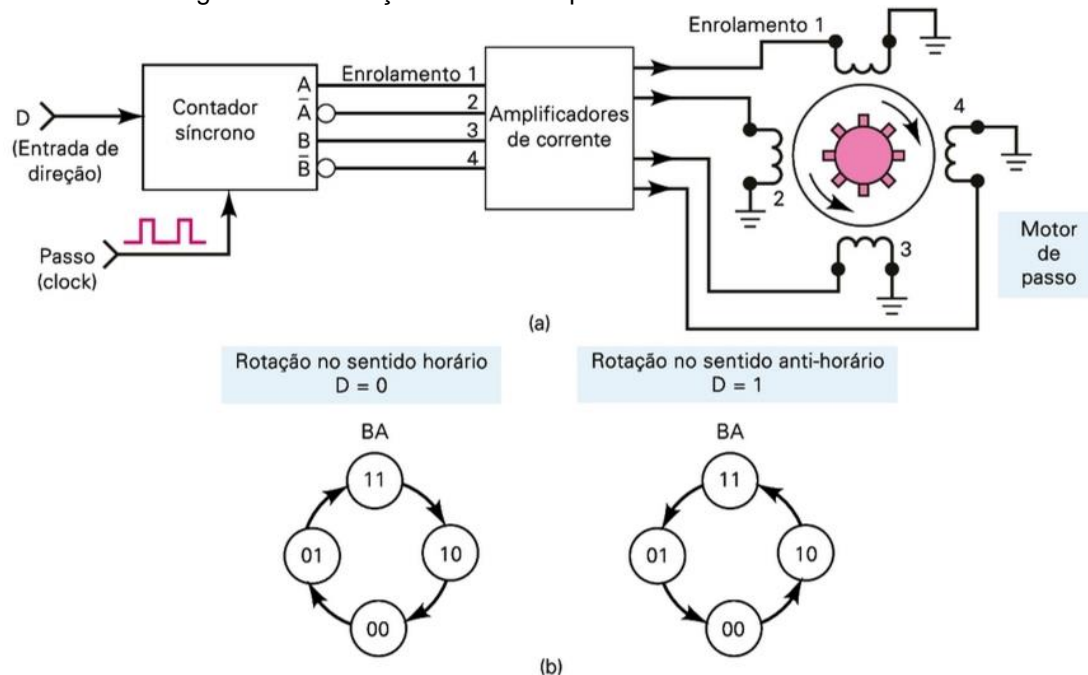 Enrolamento 1
D
(Entrada de
direção)
Contador
síncrono
A
A̅
B
B̅
Enrolamento 1
2
3
4
Amplificadores
de corrente
Passo
(clock)
4
2
3
Motor
de
passo
(a)
Rotação no sentido horário
D = 0
Rotação no sentido anti-horário
D = 1
BA
11
01
10
00
BA
11
01
10
00
(b)